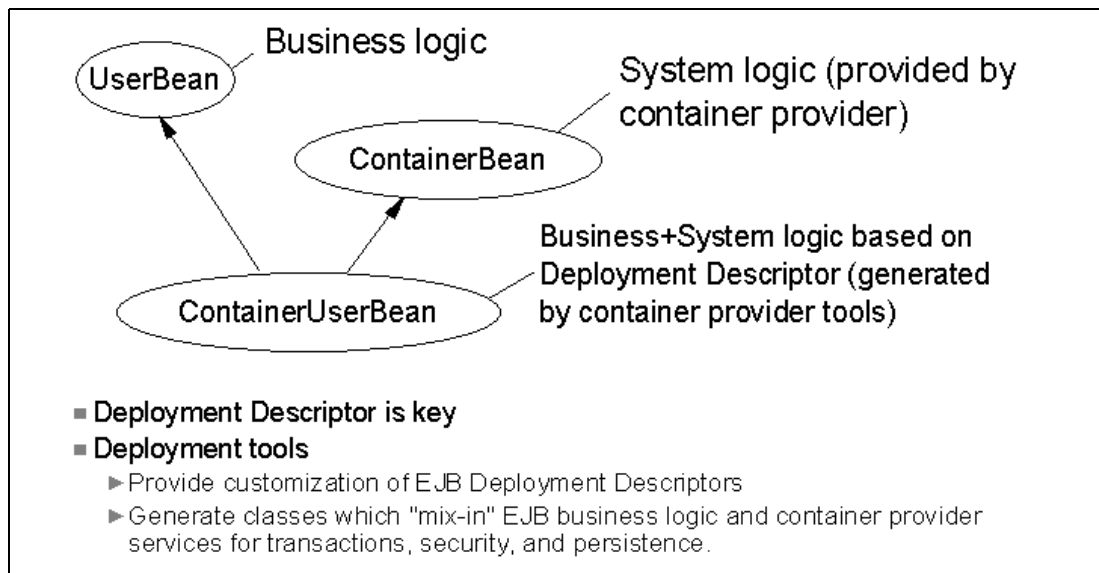 Business logic
UserBean
System logic (provided by
container provider)
ContainerBean
Business+System logic based on
Deployment Descriptor (generated
by container provider tools)
ContainerUserBean
Deployment Descriptor is key
Deployment tools
Provide customization of EJB Deployment Descriptors
Generate classes which "mix-in" EJB business logic and container provider
services for transactions, security, and persistence.